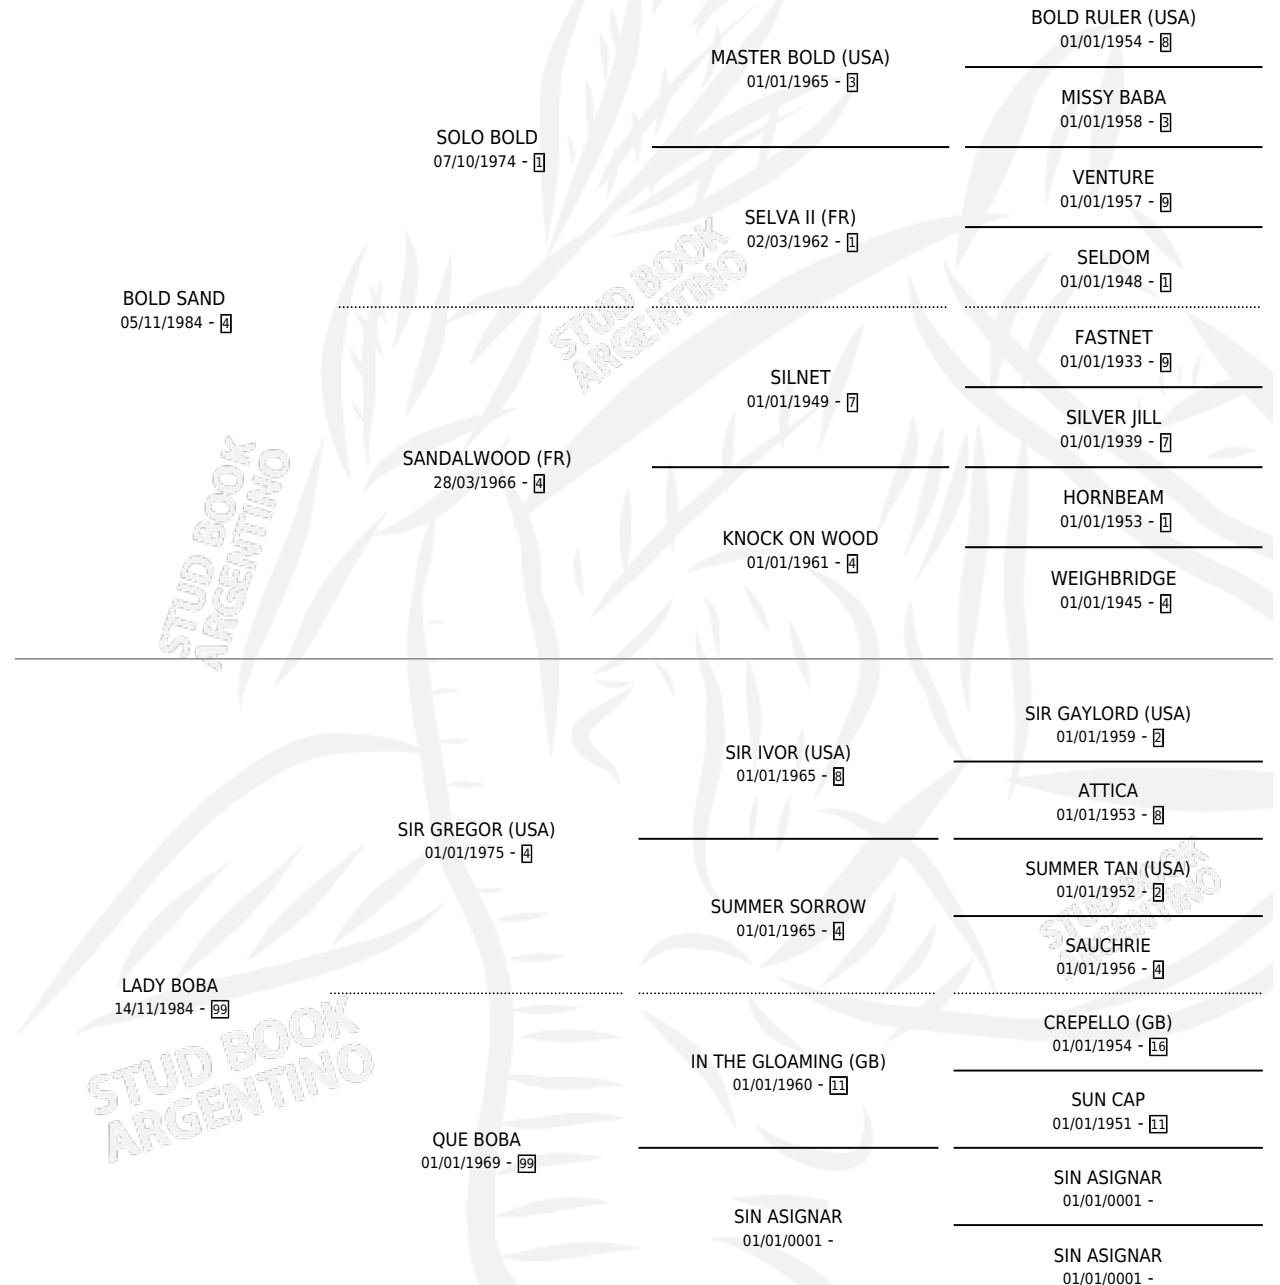 BOLD RULER (USA)
01/01/1954 - 8
MASTER BOLD (USA)
01/01/1965 - 3
MISSY BABA
01/01/1958 - 3
SOLO BOLD
07/10/1974 - 1
VENTURE
01/01/1957 - 9
SELVA II (FR)
02/03/1962 - 1
SELDOM
01/01/1948 - 1
BOLD SAND
05/11/1984 - 4
FASTNET
01/01/1933 - 9
SILNET
01/01/1949 - 7
SILVER JILL
01/01/1939 - 7
SANDALWOOD (FR)
28/03/1966 - 4
HORNBEAM
01/01/1953 - 1
KNOCK ON WOOD
01/01/1961 - 4
WEIGHBRIDGE
01/01/1945 - 4
STUD BOOK
ARGENTINO
STUD BOOK
ARGENTINO
SIR GAYLORD (USA)
01/01/1959 - 2
SIR IVOR (USA)
01/01/1965 - 8
ATTICA
01/01/1953 - 8
SIR GREGOR (USA)
01/01/1975 - 4
SUMMER TAN (USA)
01/01/1952 - 2
SUMMER SORROW
01/01/1965 - 4
SAUCHRIE
01/01/1956 - 4
LADY BOBA
14/11/1984 - 99
CREPELLO (GB)
01/01/1954 - 16
IN THE GLOAMING (GB)
01/01/1960 - 11
SUN CAP
01/01/1951 - 11
QUE BOBA
01/01/1969 - 99
SIN ASIGNAR
01/01/0001 -
SIN ASIGNAR
01/01/0001 -
SIN ASIGNAR
01/01/0001 -
STUD BOOK
ARGENTINO
STUD BOOK
ARGENTINO